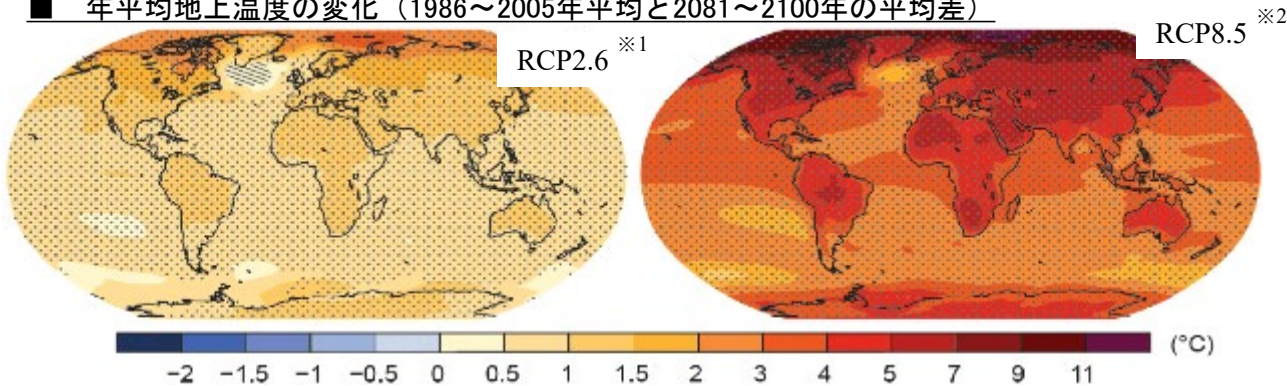 ■ 年平均地上温度の変化（1986～2005年平均と2081～2100年の平均差）
RCP2.6 ※1
RCP8.5 ※2
(°C)
−2 −1.5 −1 −0.5 0 0.5 1 1.5 2 3 4 5 7 9 11